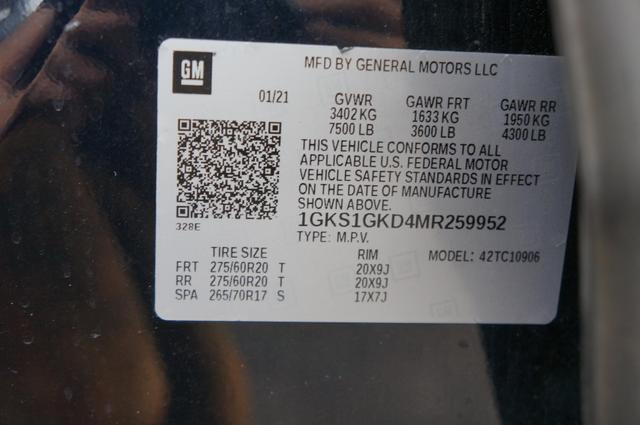 GM
MFD BY GENERAL MOTORS LLC
01/21 GVWR GAWR FRT GAWR RR
3402 KG 1633 KG 1950 KG
7500 LB 3600 LB 4300 LB
THIS VEHICLE CONFORMS TO ALL
APPLICABLE U.S. FEDERAL MOTOR
VEHICLE SAFETY STANDARDS IN EFFECT
ON THE DATE OF MANUFACTURE
SHOWN ABOVE.
328E
1GKS1GKD4MR259952
TYPE: M.P.V.
TIRE SIZE RIM MODEL: 42TC10906
FRT 275/60R20 T 20X9J
RR 275/60R20 T 20X9J
SPA 265/70R17 S 17X7J